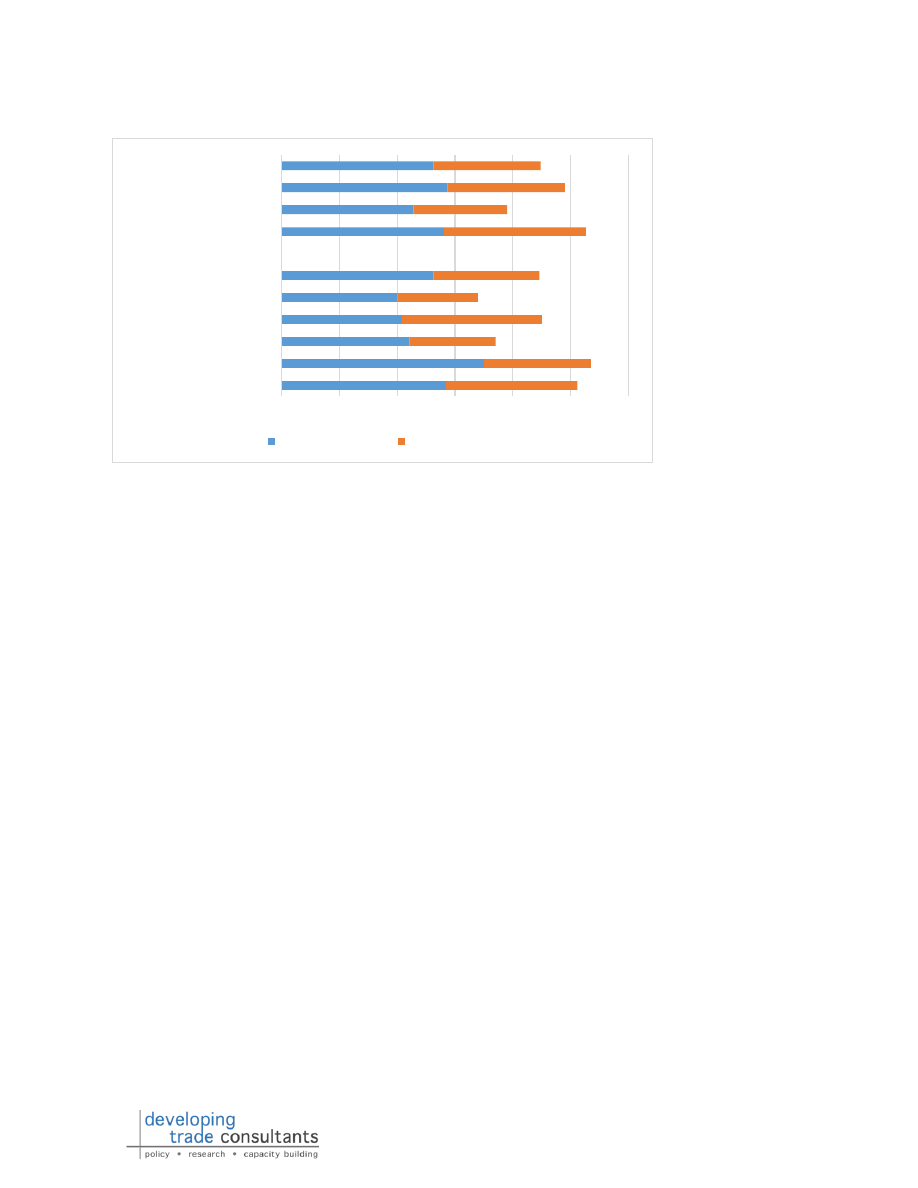 developing
trade consultants
policy • research • capacity building